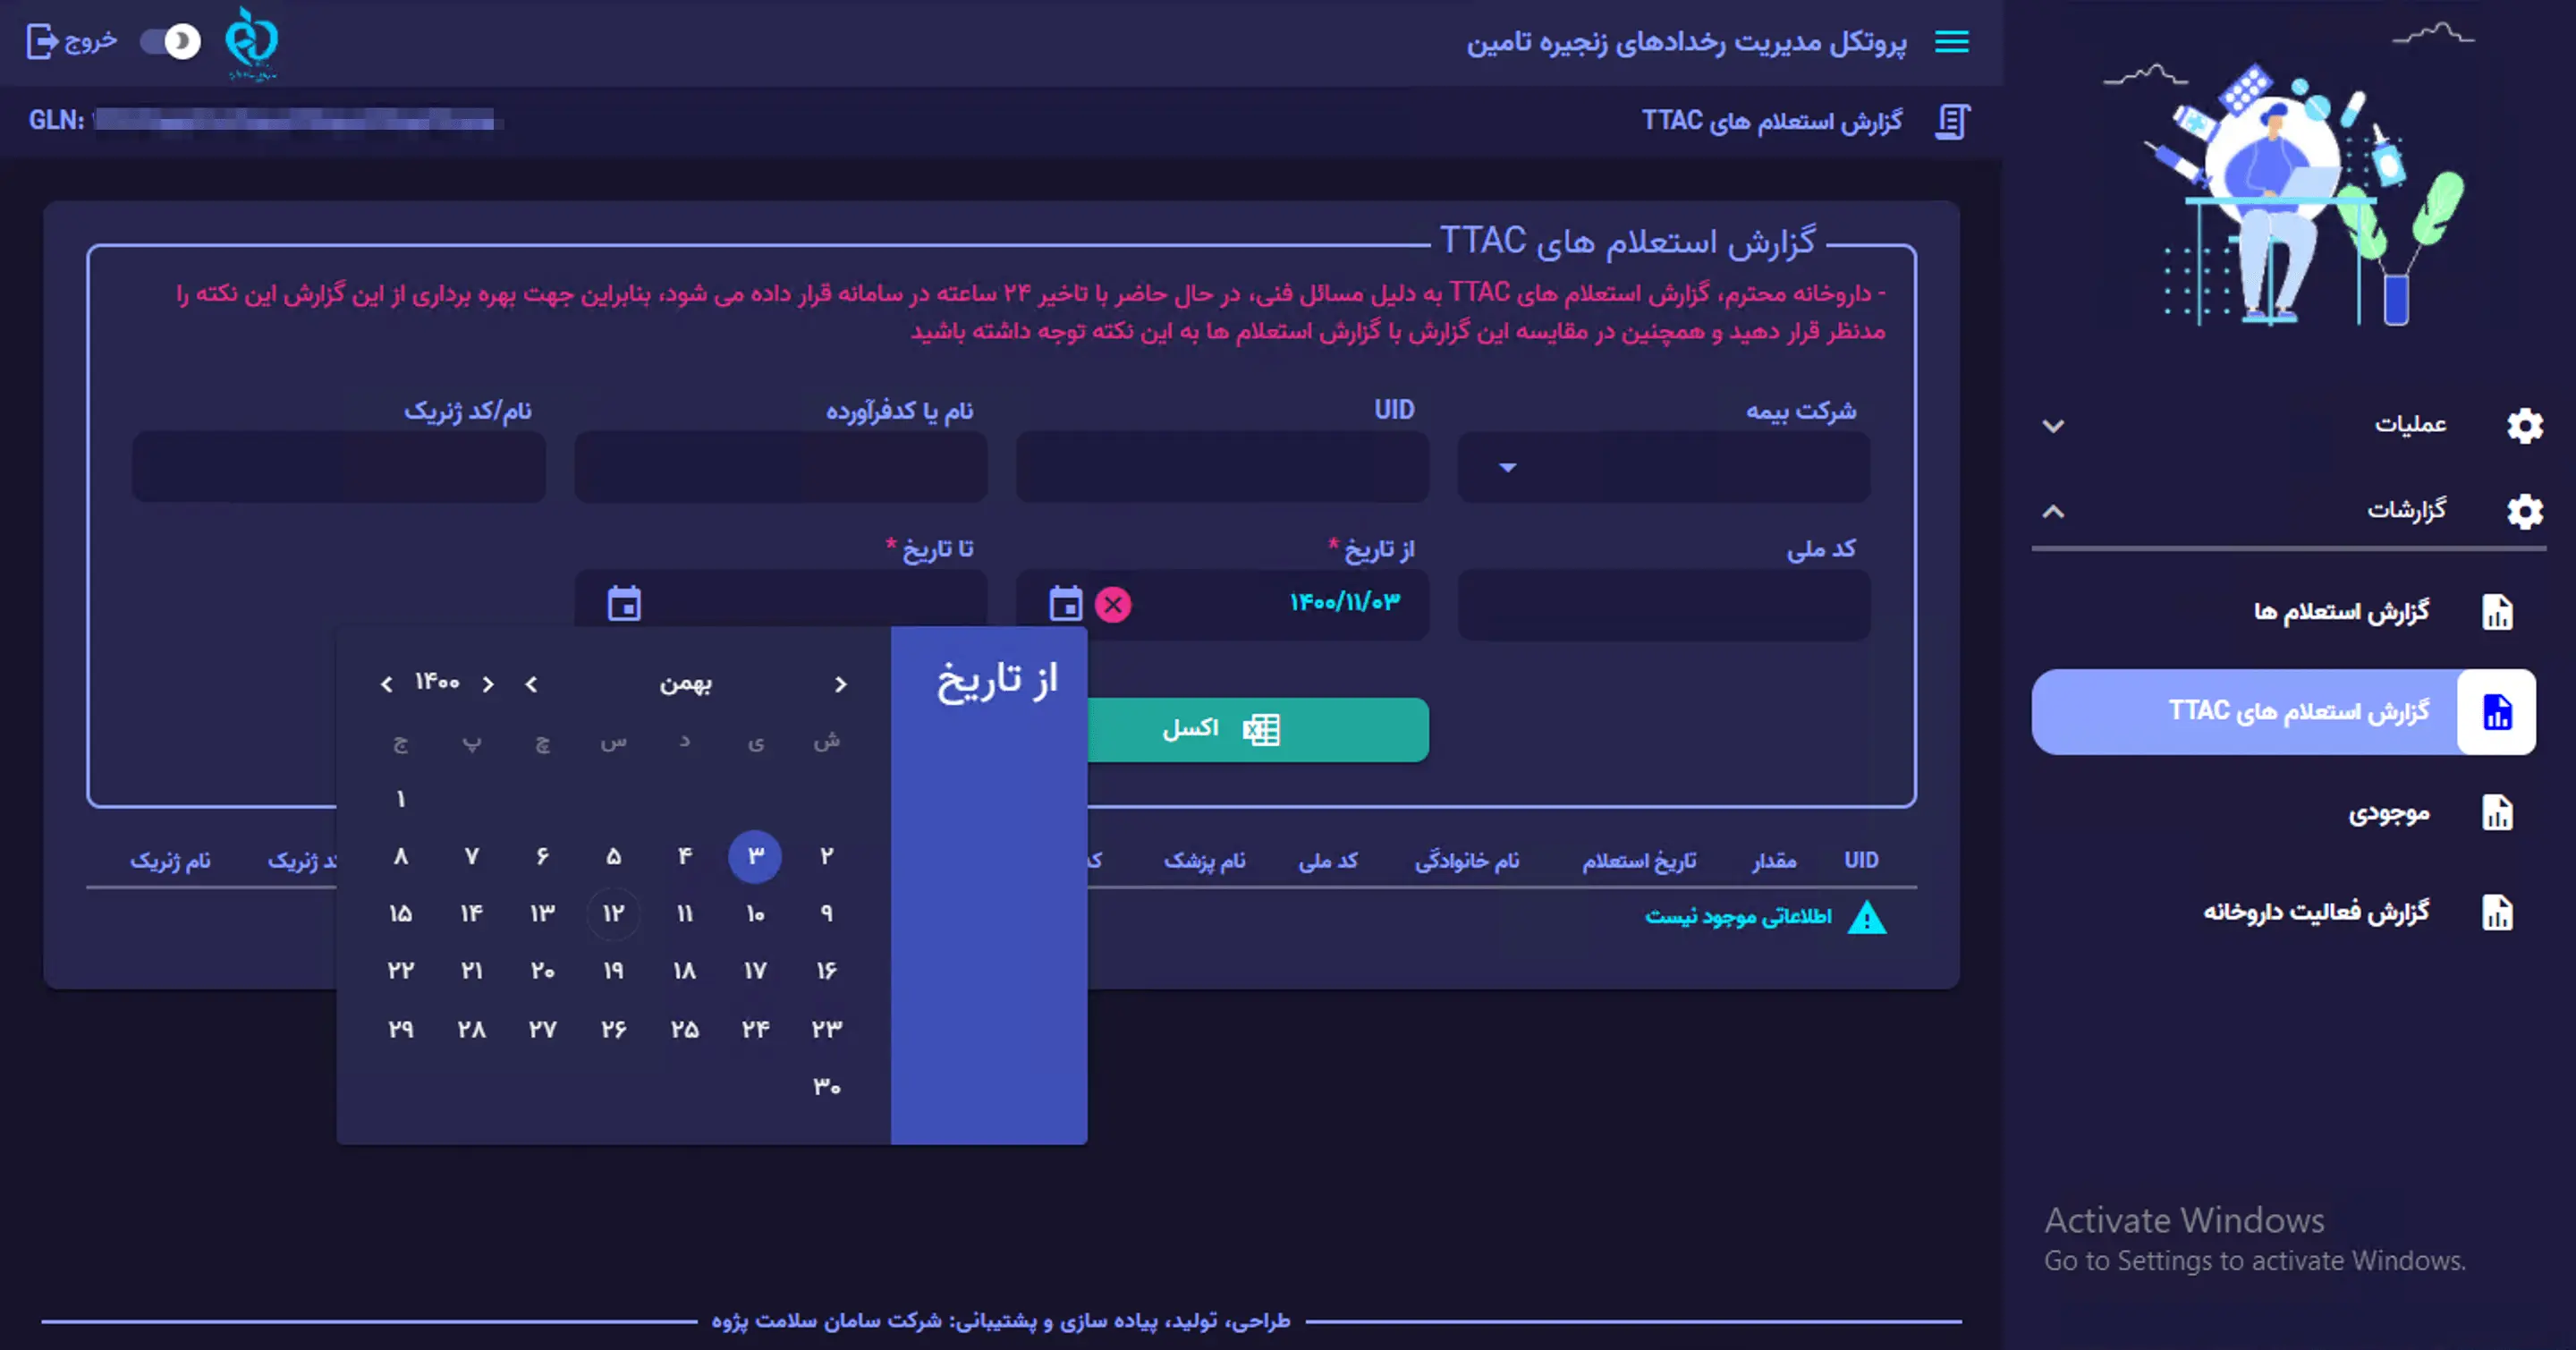 پروتکل مدیریت رخدادهای زنجیره تامین
خروج
گزارش استعلام های TTAC
GLN:
عملیات
گزارشات
گزارش استعلام ها
گزارش استعلام های TTAC
موجودی
گزارش فعالیت داروخانه
گزارش استعلام های TTAC
- داروخانه محترم، گزارش استعلام های TTAC به دلیل مسائل فنی، در حال حاضر با تاخیر ۲۴ ساعته در سامانه قرار داده می شود، بنابراین جهت بهره برداری از این گزارش این نکته را
مدنظر قرار دهید و همچنین در مقایسه این گزارش با گزارش استعلام ها به این نکته توجه داشته باشید
شرکت بیمه UID نام یا کدفرآورده نام/کد ژنریک
کد ملی از تاریخ * تا تاریخ *
۱۴۰۰/۱۱/۰۳
اکسل
از تاریخ
بهمن ۱۴۰۰
ش ی د س چ پ ج
۱
۲ ۳ ۴ ۵ ۶ ۷ ۸
۹ ۱۰ ۱۱ ۱۲ ۱۳ ۱۴ ۱۵
۱۶ ۱۷ ۱۸ ۱۹ ۲۰ ۲۱ ۲۲
۲۳ ۲۴ ۲۵ ۲۶ ۲۷ ۲۸ ۲۹
۳۰
UID مقدار تاریخ استعلام نام خانوادگی کد ملی نام پزشک ژنریک نام ژنریک
اطلاعاتی موجود نیست
Activate Windows
Go to Settings to activate Windows.
طراحی، تولید، پیاده سازی و پشتیبانی: شرکت سامان سلامت پژوه